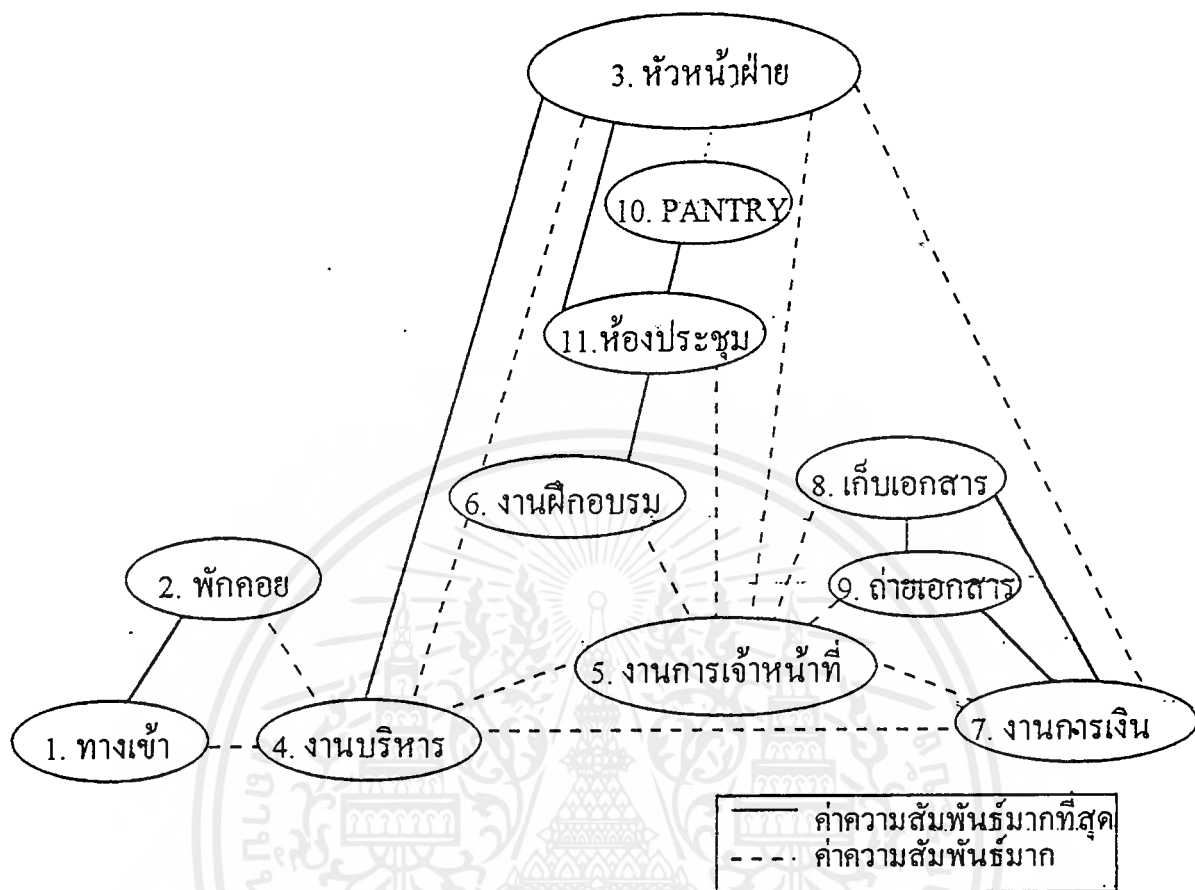 3. หัวหน้าฝ่าย
10. PANTRY
11.ห้องประชุม
6. งานฝึกอบรม
8. เก็บเอกสาร
2. พักคอย
9. ถ่ายเอกสาร
5. งานการเจ้าหน้าที่
1. ทางเข้า
4. งานบริหาร
7. งานการเงิน
ค่าความสัมพันธ์มากที่สุด
ค่าความสัมพันธ์มาก